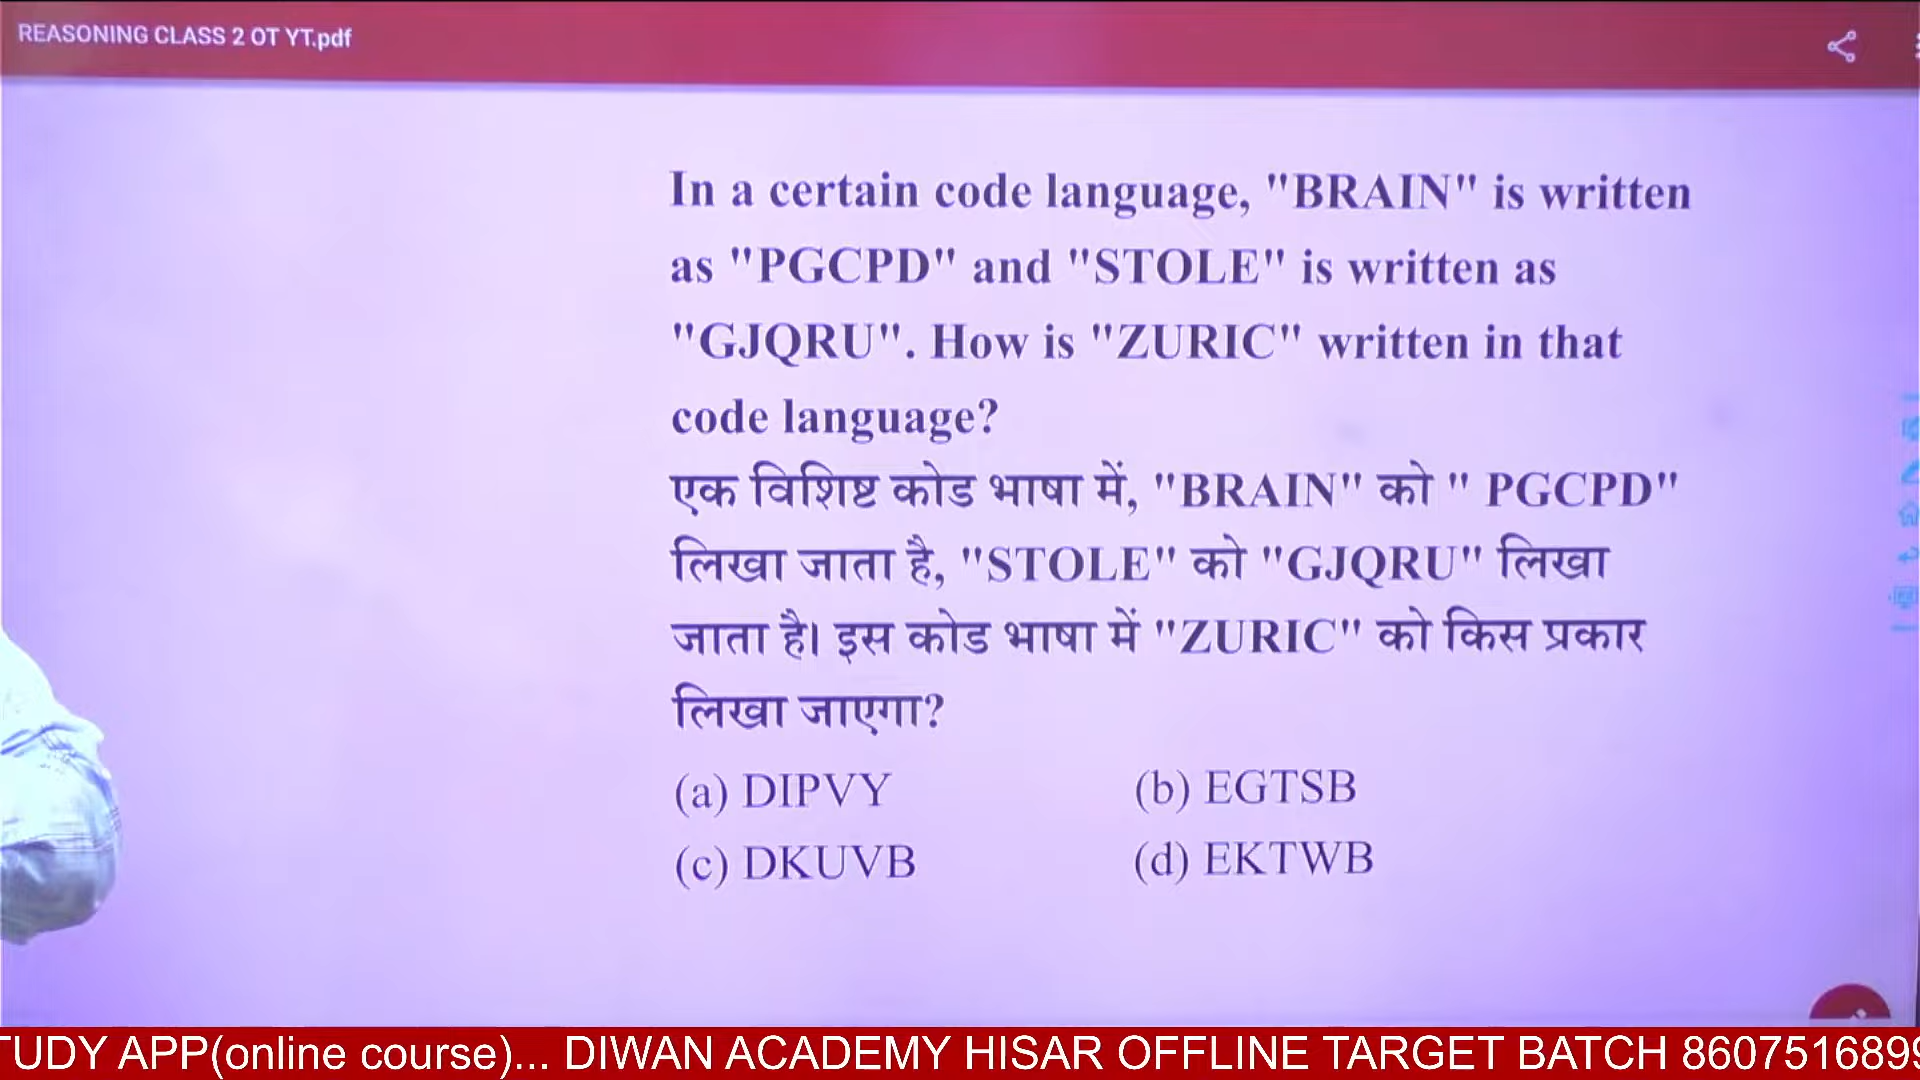 REASONING CLASS 2 OT YT.pdf
In a certain code language, "BRAIN" is written
as "PGCPD" and "STOLE" is written as
"GJQRU". How is "ZURIC" written in that
code language?
एक विशिष्ट कोड भाषा में, "BRAIN" को " PGCPD"
लिखा जाता है, "STOLE" को "GJQRU" लिखा
जाता है। इस कोड भाषा में "ZURIC" को किस प्रकार
लिखा जाएगा?
(a) DIPVY (b) EGTSB
(c) DKUVB (d) EKTWB
TUDY APP(online course)... DIWAN ACADEMY HISAR OFFLINE TARGET BATCH 8607516899